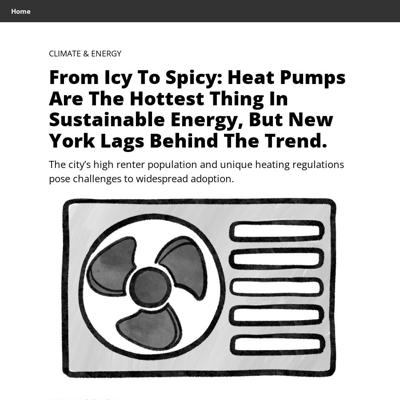 Home
CLIMATE & ENERGY
From Icy To Spicy: Heat Pumps
Are The Hottest Thing In
Sustainable Energy, But New
York Lags Behind The Trend.
The city’s high renter population and unique heating regulations
pose challenges to widespread adoption.